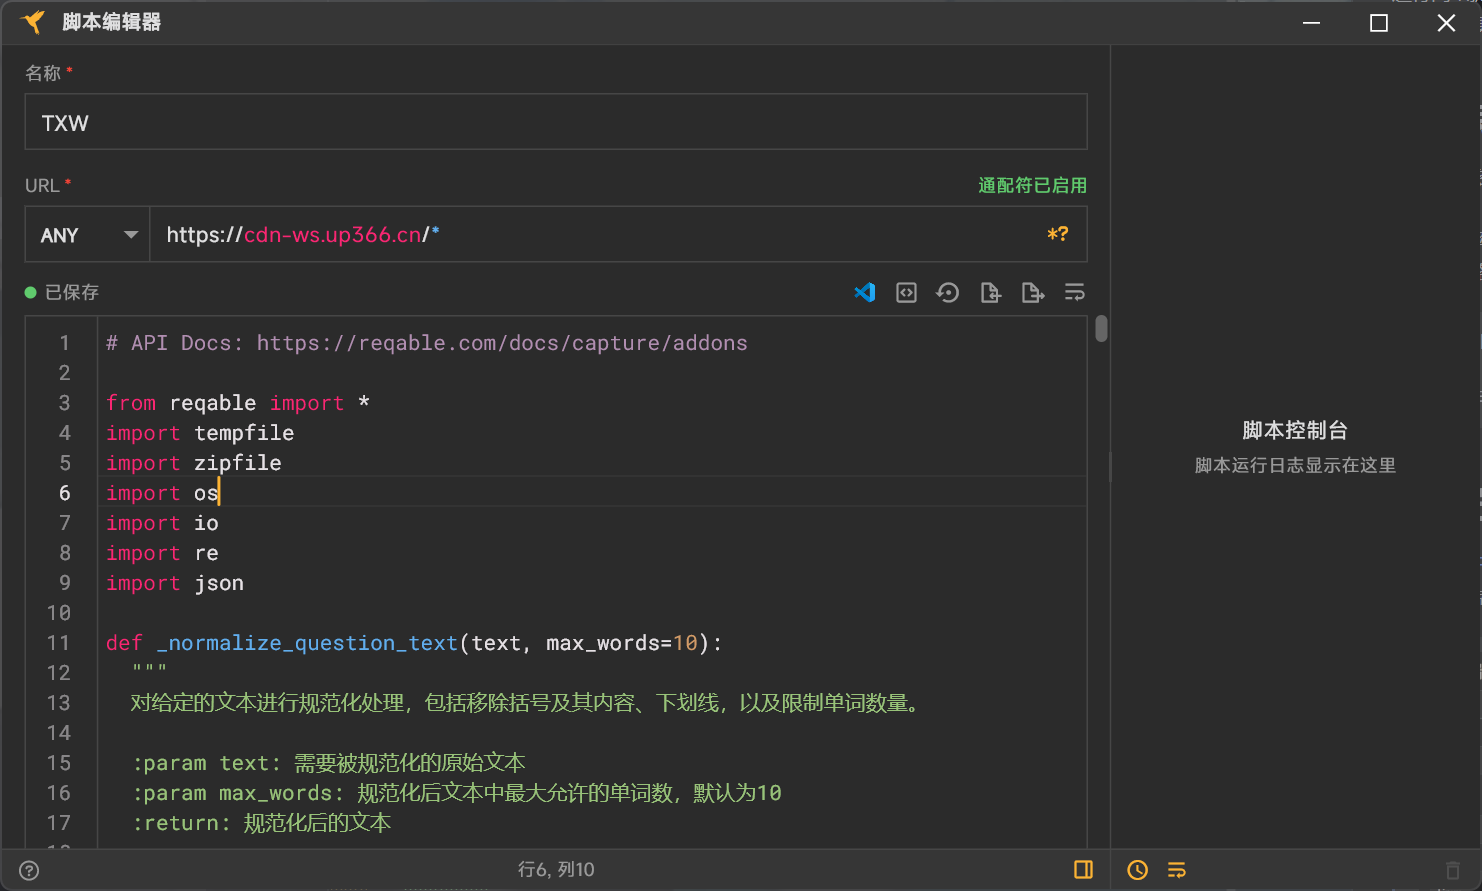 脚本编辑器
名称 *
TXW
URL *
通配符已启用
ANY
https://cdn-ws.up366.cn/*
*?
已保存
1 # API Docs: https://reqable.com/docs/capture/addons
2
3 from reqable import *
4 import tempfile
5 import zipfile
6 import os
7 import io
8 import re
9 import json
10
11 def _normalize_question_text(text, max_words=10):
12 """
13 对给定的文本进行规范化处理，包括移除括号及其内容、下划线，以及限制单词数量。
14
15 :param text: 需要被规范化的原始文本
16 :param max_words: 规范化后文本中最大允许的单词数，默认为10
17 :return: 规范化后的文本
脚本控制台
脚本运行日志显示在这里
行6, 列10